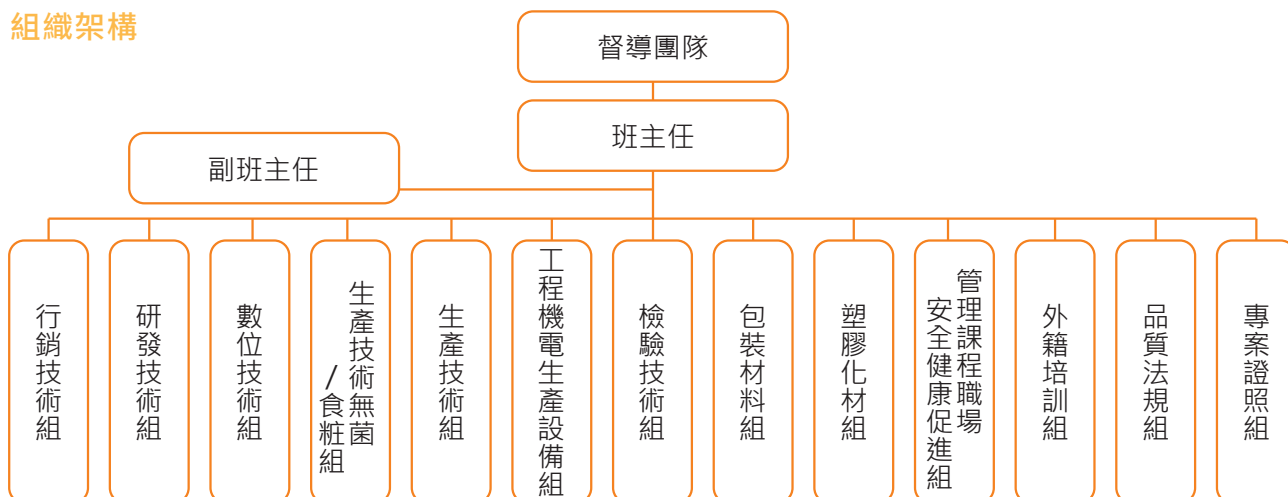 組織架構
督導團隊
班主任
副班主任
行銷技術組
研發技術組
數位技術組
生產技術無菌
/食粧組
生產技術組
工程機電生產設備組
檢驗技術組
包裝材料組
塑膠化材組
管理課程職場
安全健康促進組
外籍培訓組
品質法規組
專案證照組